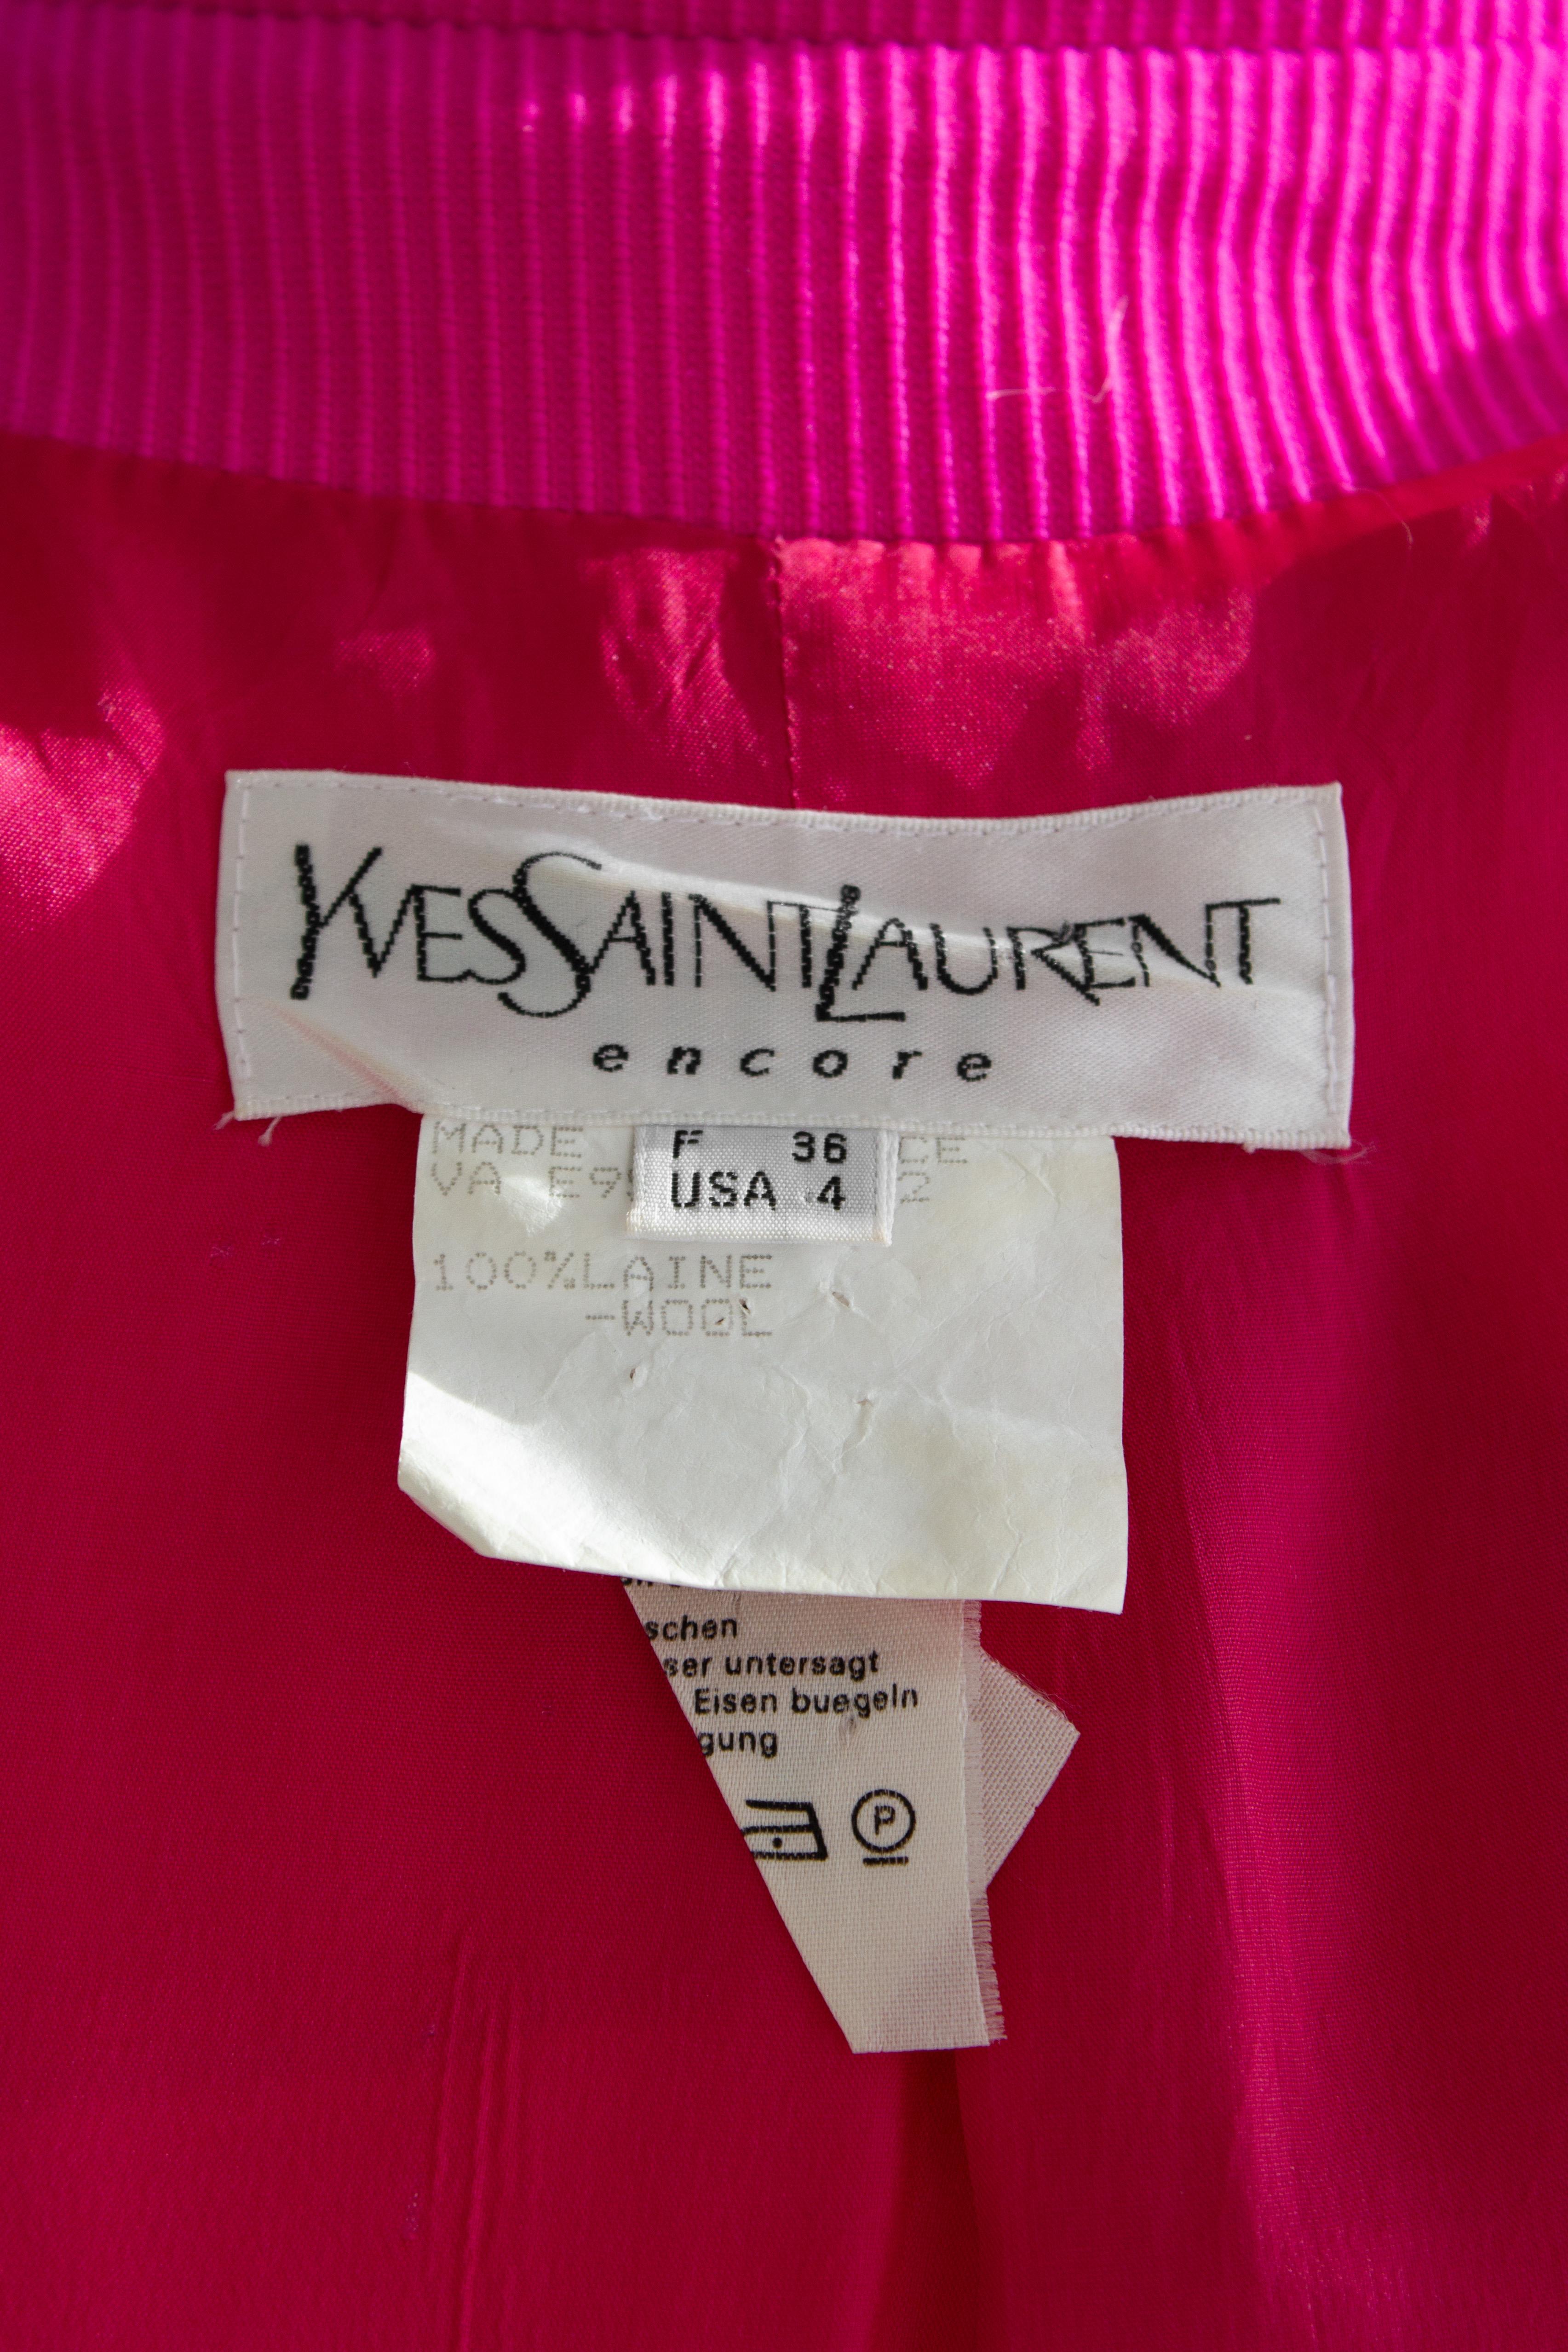 YVESSAINTLAURENT
encore
MADE
F 36
CE
VA E9
USA 4
2
100%LAINE
-WOOL
schen
ser untersagt
Eisen buegeln
gung
P